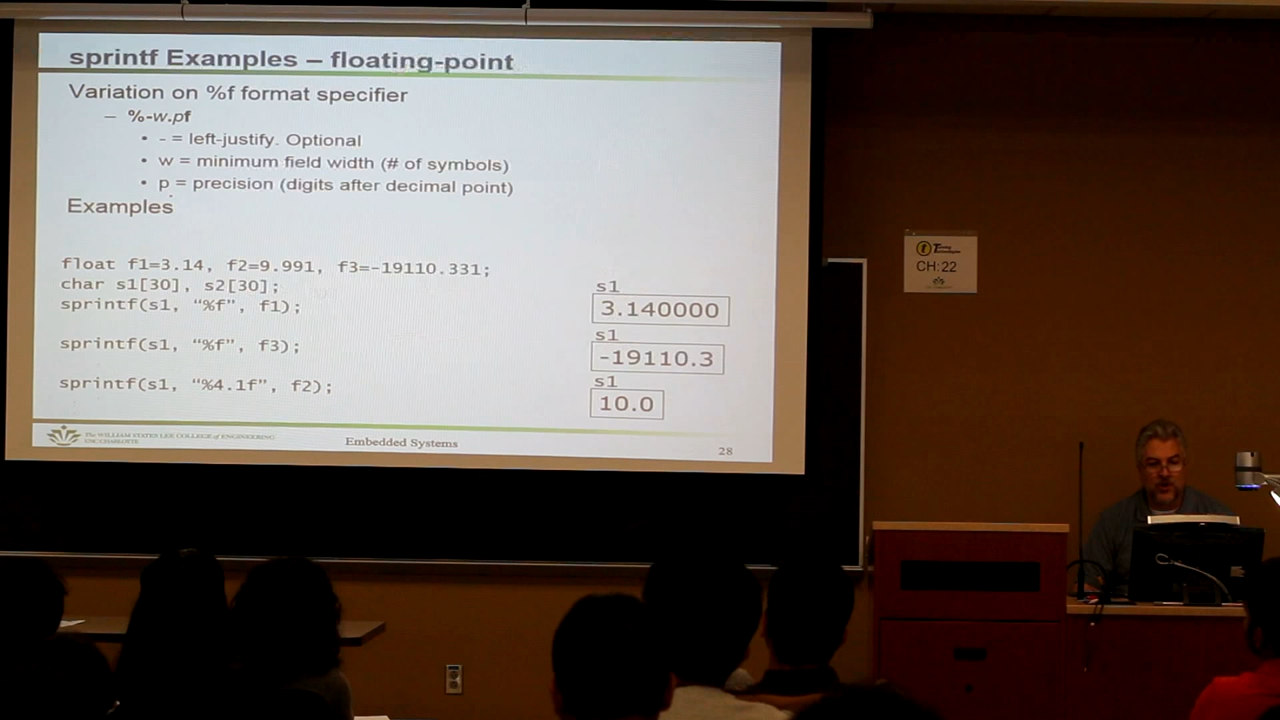 sprintf Examples – floating-point
Variation on %f format specifier
– %-w.pf
• - = left-justify. Optional
• w = minimum field width (# of symbols)
• p = precision (digits after decimal point)
Examples
float f1=3.14, f2=9.991, f3=-19110.331;
char s1[30], s2[30];
sprintf(s1, “%f”, f1);
s1
3.140000
sprintf(s1, “%f”, f3);
s1
-19110.3
sprintf(s1, “%4.1f”, f2);
s1
10.0
The WILLIAM STATES LEE COLLEGE of ENGINEERING
UNC CHARLOTTE
Embedded Systems
28
CH:22